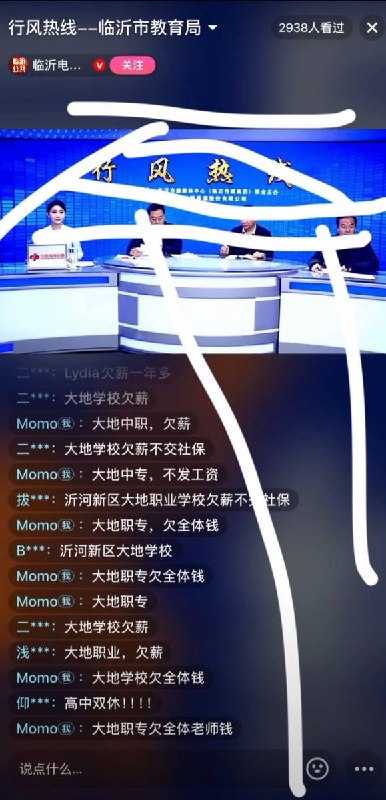 行风热线--临沂市教育局
2938人看过
临沂电...
关注
行风热线
二***：Lydia欠薪一年多
二***：大地学校欠薪
Momo我：大地中职，欠薪
二***：大地学校欠薪不交社保
Momo我：大地中专，不发工资
拔***：沂河新区大地职业学校欠薪不交社保
Momo我：大地职专，欠全体钱
B***：沂河新区大地学校
Momo我：大地职专欠全体钱
Momo我：大地职专
二***：大地学校欠薪
浅***：大地职业，欠薪
Momo我：大地学校欠全体钱
仰***：高中双休!!!!
Momo我：大地职专欠全体老师钱
说点什么...